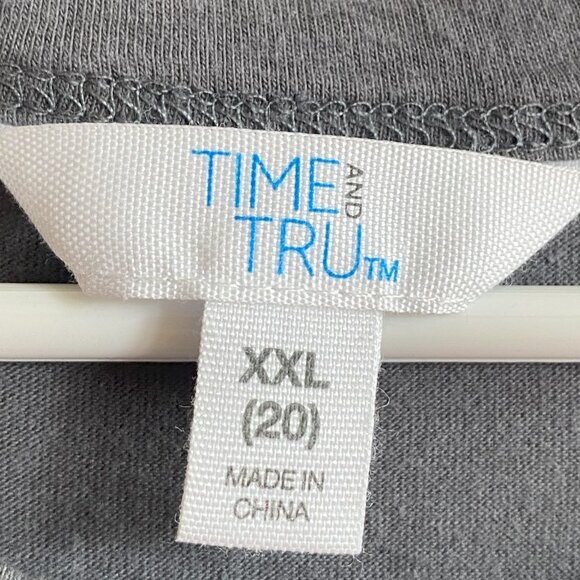 TIME AND
TRU™
XXL
(20)
MADE IN
CHINA